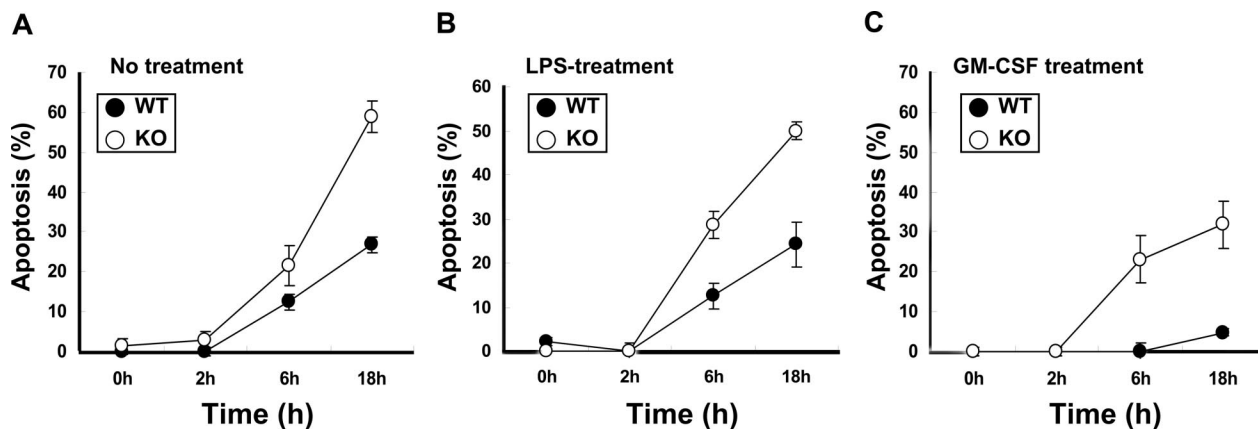 A
No treatment
70
60
50
40
30
20
10
0
WT
KO
Apoptosis (%)
0h
2h
6h
18h
Time (h)
B
LPS-treatment
60
50
40
30
20
10
0
WT
KO
Apoptosis (%)
0h
2h
6h
18h
Time (h)
C
GM-CSF treatment
70
60
50
40
30
20
10
0
WT
KO
Apoptosis (%)
0h
2h
6h
18h
Time (h)